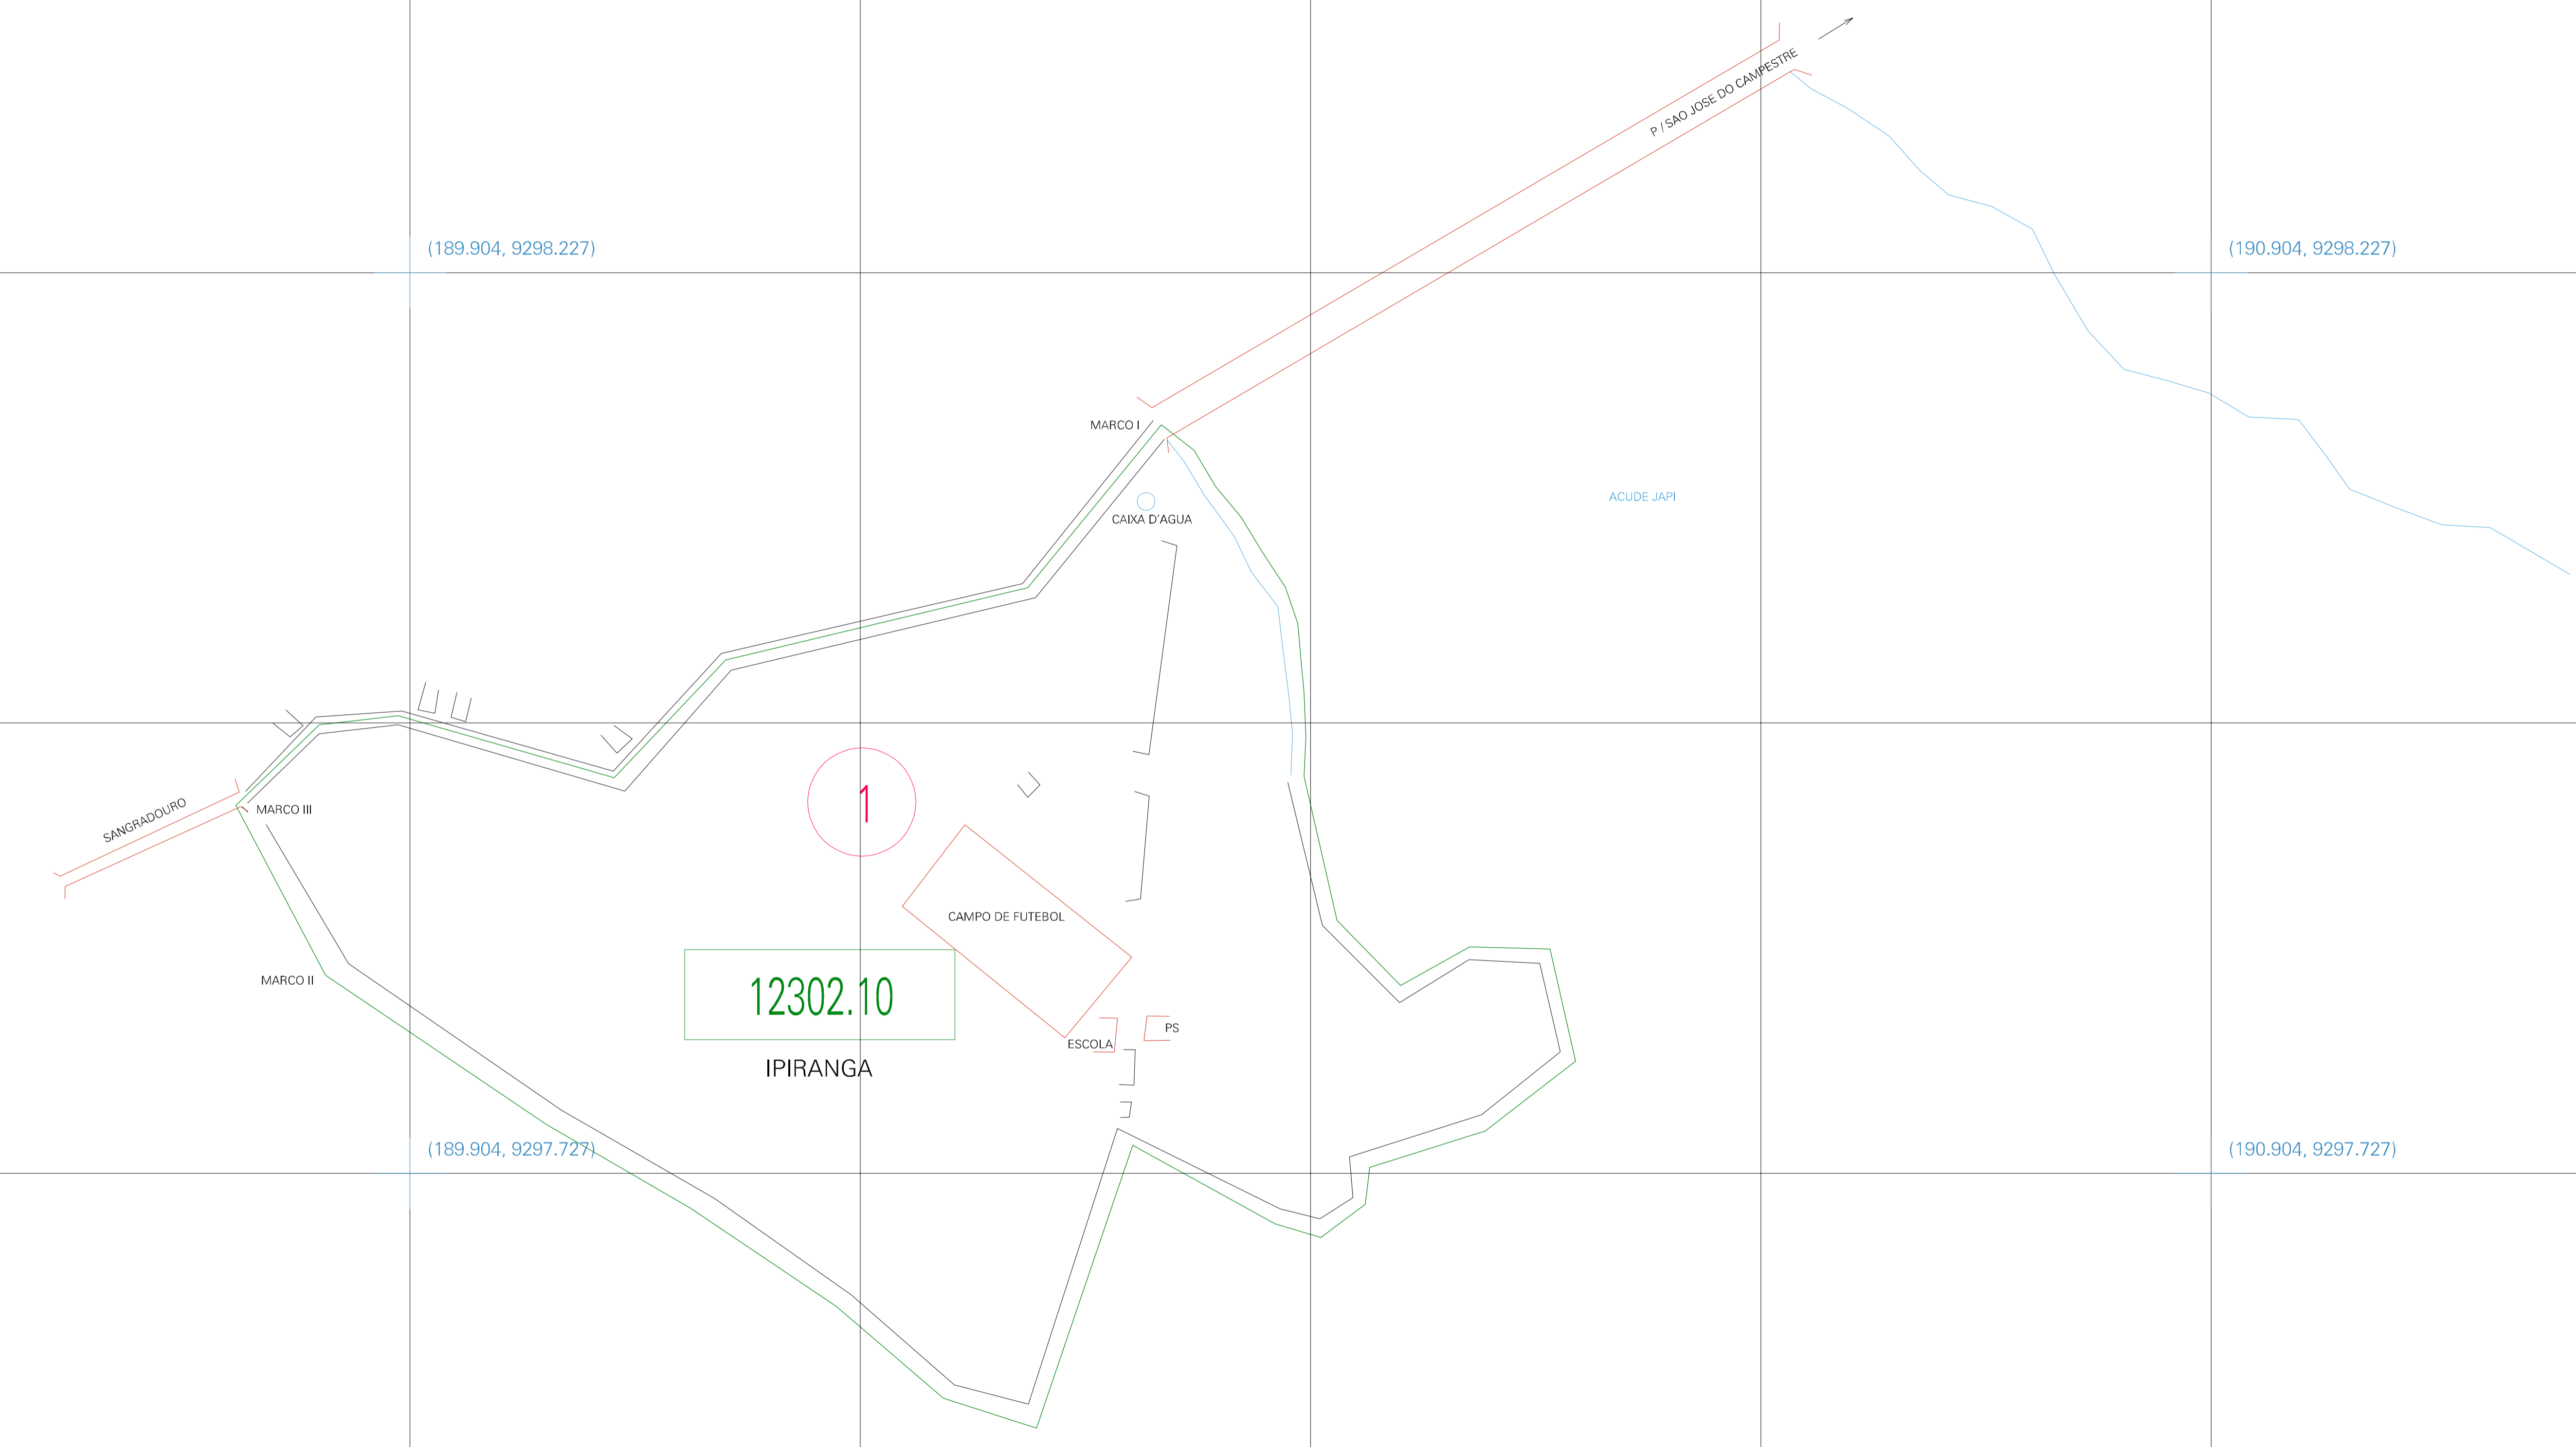 P / SAO JOSE DO CAMPESTRE
(189.904, 9298.227)
(190.904, 9298.227)
MARCO I
ACUDE JAPI
CAIXA D'AGUA
SANGRADOURO
MARCO III
1
CAMPO DE FUTEBOL
MARCO II
12302.10
PS
ESCOLA
IPIRANGA
(189.904, 9297.727)
(190.904, 9297.727)